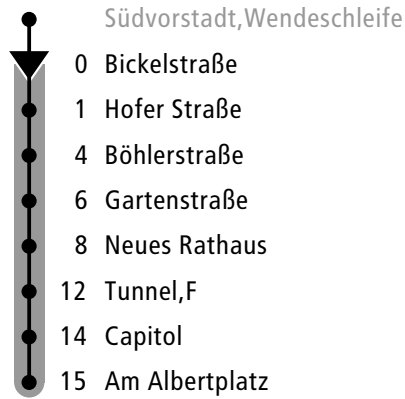 Südvorstadt,Wendeschleife
0 Bickelstraße
1 Hofer Straße
4 Böhlerstraße
6 Gartenstraße
8 Neues Rathaus
12 Tunnel,F
14 Capitol
15 Am Albertplatz